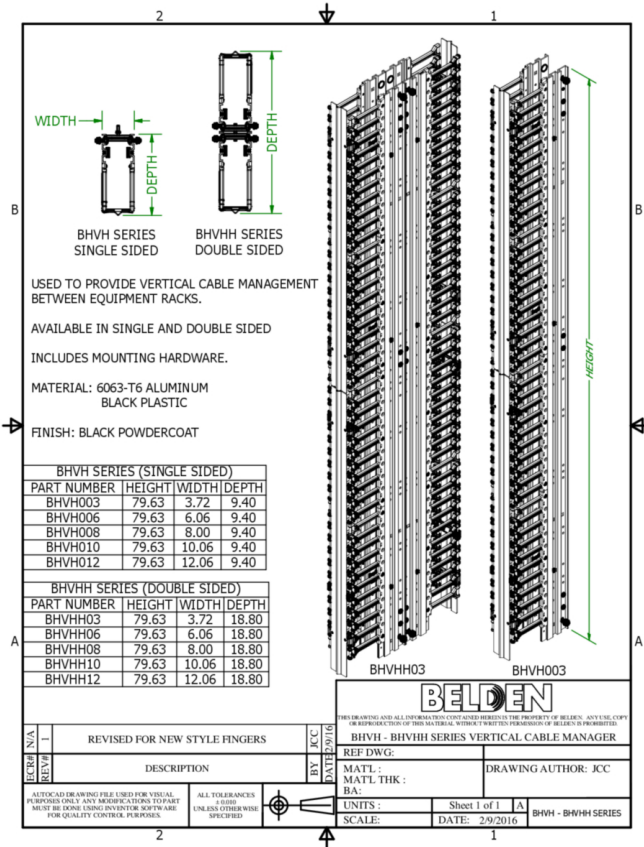 2
1
WIDTH
DEPTH
DEPTH
BHVH SERIES
SINGLE SIDED
BHVHH SERIES
DOUBLE SIDED
B
B
USED TO PROVIDE VERTICAL CABLE MANAGEMENT
BETWEEN EQUIPMENT RACKS.
AVAILABLE IN SINGLE AND DOUBLE SIDED
INCLUDES MOUNTING HARDWARE.
MATERIAL: 6063-T6 ALUMINUM
BLACK PLASTIC
FINISH: BLACK POWDERCOAT
HEIGHT
BHVH SERIES (SINGLE SIDED)
PART NUMBER HEIGHT WIDTH DEPTH
BHVH003 79.63 3.72 9.40
BHVH006 79.63 6.06 9.40
BHVH008 79.63 8.00 9.40
BHVH010 79.63 10.06 9.40
BHVH012 79.63 12.06 9.40
BHVHH SERIES (DOUBLE SIDED)
PART NUMBER HEIGHT WIDTH DEPTH
BHVHH03 79.63 3.72 18.80
BHVHH06 79.63 6.06 18.80
BHVHH08 79.63 8.00 18.80
BHVHH10 79.63 10.06 18.80
BHVHH12 79.63 12.06 18.80
A
A
BHVHH03
BHVH003
BELDEN
THIS DRAWING AND ALL INFORMATION CONTAINED HEREIN IS THE PROPERTY OF BELDEN. ANY USE, COPY
OR REPRODUCTION OF THIS MATERIAL WITHOUT WRITTEN PERMISSION OF BELDEN IS PROHIBITED.
BHVH - BHVHH SERIES VERTICAL CABLE MANAGER
REF DWG:
MAT'L :
MAT'L THK :
BA:
DRAWING AUTHOR: JCC
UNITS :
Sheet 1 of 1
A
BHVH - BHVHH SERIES
SCALE:
DATE: 2/9/2016
N/A 1 REVISED FOR NEW STYLE FINGERS JCC 2/9/16
ECR# REV# DESCRIPTION BY DATE
AUTOCAD DRAWING FILE USED FOR VISUAL
PURPOSES ONLY ANY MODIFICATIONS TO PART
MUST BE DONE USING INVENTOR SOFTWARE
FOR QUALITY CONTROL PURPOSES.
ALL TOLERANCES
± 0.010
UNLESS OTHERWISE
SPECIFIED
2
1